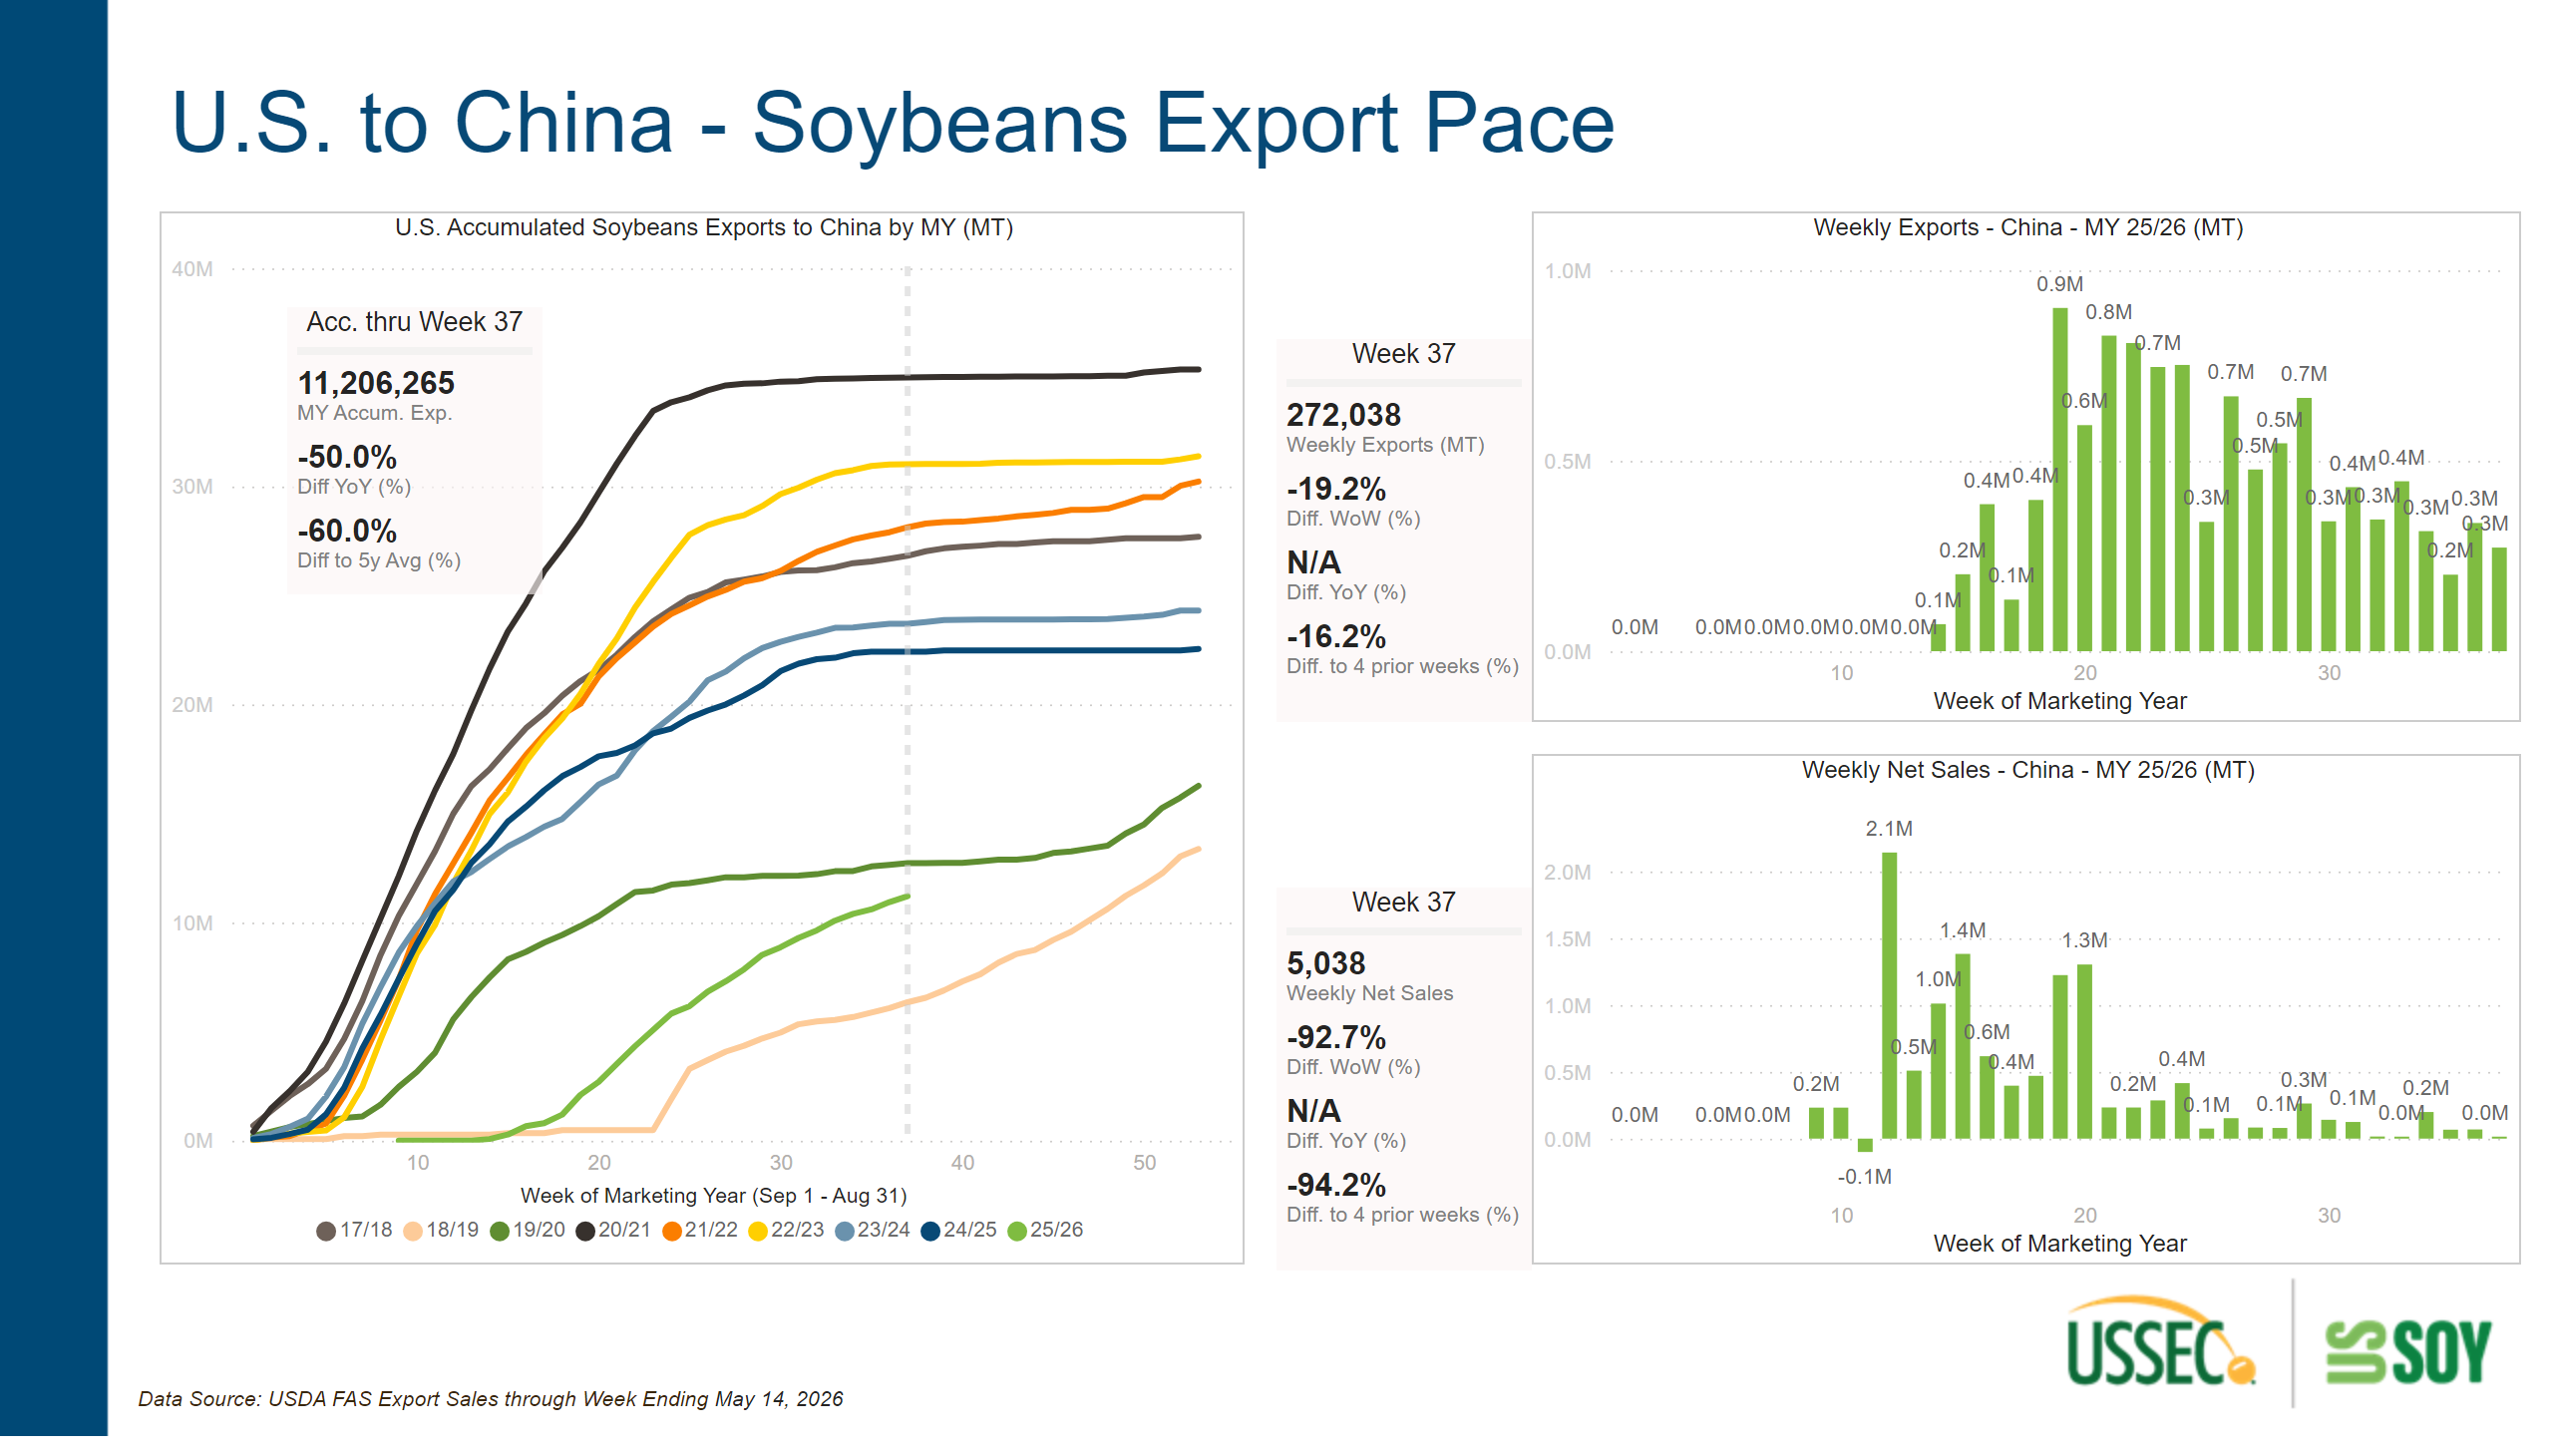 U.S. to China - Soybeans Export Pace
U.S. Accumulated Soybeans Exports to China by MY (MT)
40M
30M
20M
10M
0M
Acc. thru Week 37
11,206,265
MY Accum. Exp.
-50.0%
Diff YoY (%)
-60.0%
Diff to 5y Avg (%)
10 20 30 40 50
Week of Marketing Year (Sep 1 - Aug 31)
17/18 18/19 19/20 20/21 21/22 22/23 23/24 24/25 25/26
Week 37
272,038
Weekly Exports (MT)
-19.2%
Diff. WoW (%)
N/A
Diff. YoY (%)
-16.2%
Diff. to 4 prior weeks (%)
Weekly Exports - China - MY 25/26 (MT)
1.0M
0.5M
0.0M
0.0M 0.0M 0.0M 0.0M 0.0M 0.0M 0.1M 0.2M 0.4M 0.1M 0.4M 0.9M 0.6M 0.8M 0.7M 0.3M 0.7M 0.5M 0.5M 0.7M 0.3M 0.4M 0.3M 0.4M 0.3M 0.2M 0.3M 0.3M
10 20 30
Week of Marketing Year
Week 37
5,038
Weekly Net Sales
-92.7%
Diff. WoW (%)
N/A
Diff. YoY (%)
-94.2%
Diff. to 4 prior weeks (%)
Weekly Net Sales - China - MY 25/26 (MT)
2.0M
1.5M
1.0M
0.5M
0.0M
0.0M 0.0M 0.0M 0.2M -0.1M 2.1M 0.5M 1.0M 1.4M 0.6M 0.4M 1.3M 0.2M 0.4M 0.1M 0.1M 0.3M 0.1M 0.0M 0.2M 0.0M
10 20 30
Week of Marketing Year
USSEC
US SOY
Data Source: USDA FAS Export Sales through Week Ending May 14, 2026